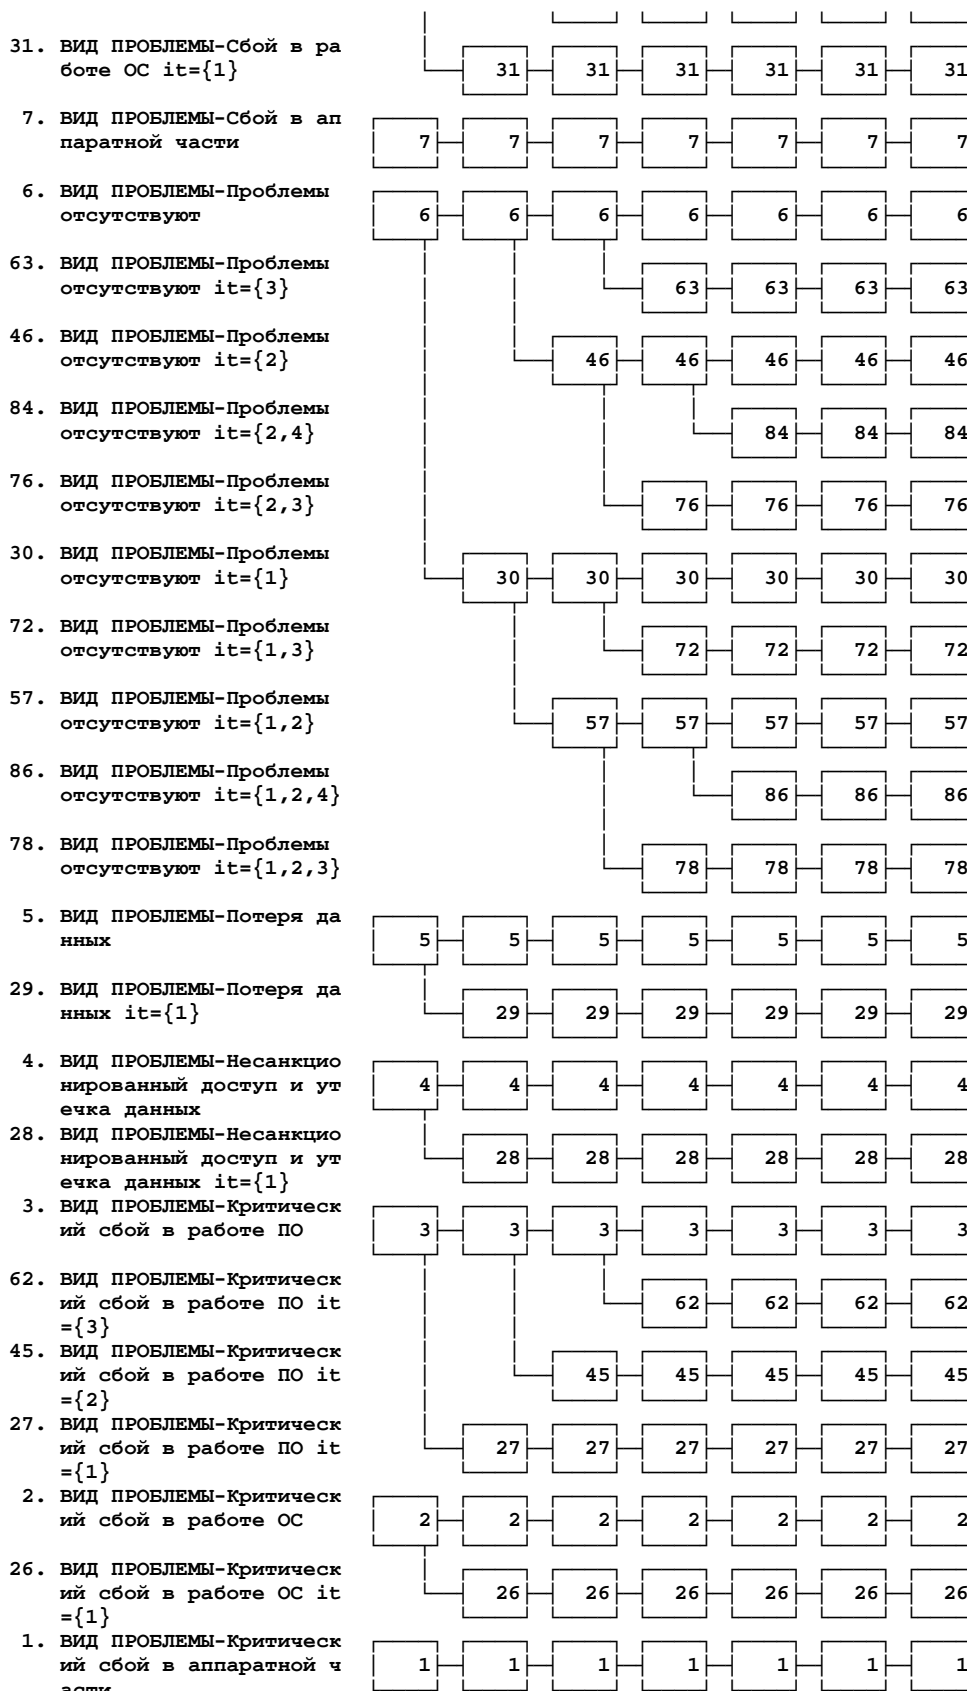 31. ВИД ПРОБЛЕМЫ-Сбой в ра
боте ОС it={1} 31 31 31 31 31 31
7. ВИД ПРОБЛЕМЫ-Сбой в ап
паратной части 7 7 7 7 7 7 7
6. ВИД ПРОБЛЕМЫ-Проблемы
отсутствуют 6 6 6 6 6 6 6
63. ВИД ПРОБЛЕМЫ-Проблемы
отсутствуют it={3} 63 63 63 63
46. ВИД ПРОБЛЕМЫ-Проблемы
отсутствуют it={2} 46 46 46 46 46
84. ВИД ПРОБЛЕМЫ-Проблемы
отсутствуют it={2,4} 84 84 84
76. ВИД ПРОБЛЕМЫ-Проблемы
отсутствуют it={2,3} 76 76 76 76
30. ВИД ПРОБЛЕМЫ-Проблемы
отсутствуют it={1} 30 30 30 30 30 30
72. ВИД ПРОБЛЕМЫ-Проблемы
отсутствуют it={1,3} 72 72 72 72
57. ВИД ПРОБЛЕМЫ-Проблемы
отсутствуют it={1,2} 57 57 57 57 57
86. ВИД ПРОБЛЕМЫ-Проблемы
отсутствуют it={1,2,4} 86 86 86
78. ВИД ПРОБЛЕМЫ-Проблемы
отсутствуют it={1,2,3} 78 78 78 78
5. ВИД ПРОБЛЕМЫ-Потеря да
нных 5 5 5 5 5 5 5
29. ВИД ПРОБЛЕМЫ-Потеря да
нных it={1} 29 29 29 29 29 29
4. ВИД ПРОБЛЕМЫ-Несанкцио
нированный доступ и ут 4 4 4 4 4 4 4
ечка данных
28. ВИД ПРОБЛЕМЫ-Несанкцио
нированный доступ и ут 28 28 28 28 28 28
ечка данных it={1}
3. ВИД ПРОБЛЕМЫ-Критическ
ий сбой в работе ПО 3 3 3 3 3 3 3
62. ВИД ПРОБЛЕМЫ-Критическ
ий сбой в работе ПО it 62 62 62 62
={3}
45. ВИД ПРОБЛЕМЫ-Критическ
ий сбой в работе ПО it 45 45 45 45 45
={2}
27. ВИД ПРОБЛЕМЫ-Критическ
ий сбой в работе ПО it 27 27 27 27 27 27
={1}
2. ВИД ПРОБЛЕМЫ-Критическ
ий сбой в работе ОС 2 2 2 2 2 2 2
26. ВИД ПРОБЛЕМЫ-Критическ
ий сбой в работе ОС it 26 26 26 26 26 26
={1}
1. ВИД ПРОБЛЕМЫ-Критическ
ий сбой в аппаратной ч 1 1 1 1 1 1 1
асти